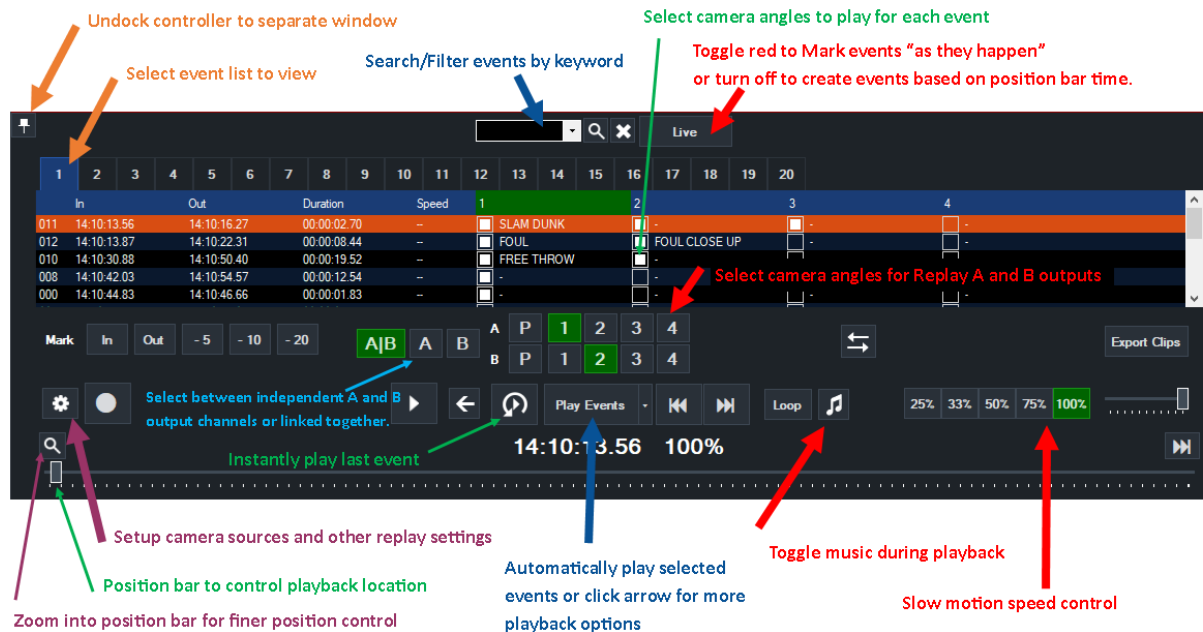 Undock controller to separate window
Select camera angles to play for each event
Select event list to view
Search/Filter events by keyword
Toggle red to Mark events “as they happen”
or turn off to create events based on position bar time.
Live
1 2 3 4 5 6 7 8 9 10 11 12 13 14 15 16 17 18 19 20
In Out Duration Speed 1 2 3 4
011 14:10:13.56 14:10:16.27 00:00:02.70 -- SLAM DUNK - - -
012 14:10:13.87 14:10:22.31 00:00:08.44 -- FOUL FOUL CLOSE UP - -
010 14:10:30.88 14:10:50.40 00:00:19.52 -- FREE THROW -
008 14:10:42.03 14:10:54.57 00:00:12.54 -- - -
Select camera angles for Replay A and B outputs
000 14:10:44.83 14:10:46.66 00:00:01.83 -- - - - -
Mark In Out - 5 - 10 - 20 A|B A B
A P 1 2 3 4
B P 1 2 3 4
Export Clips
Select between independent A and B
output channels or linked together.
Play Events Loop 25% 33% 50% 75% 100%
Instantly play last event
14:10:13.56 100%
Setup camera sources and other replay settings
Toggle music during playback
Position bar to control playback location
Automatically play selected
events or click arrow for more
playback options
Slow motion speed control
Zoom into position bar for finer position control